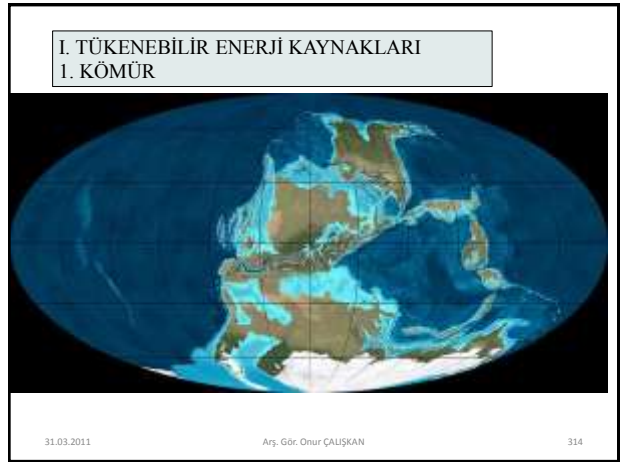 I. TÜKENEBİLİR ENERJİ KAYNAKLARI
1. KÖMÜR
31.03.2011
Arş. Gör. Onur ÇALIŞKAN
314